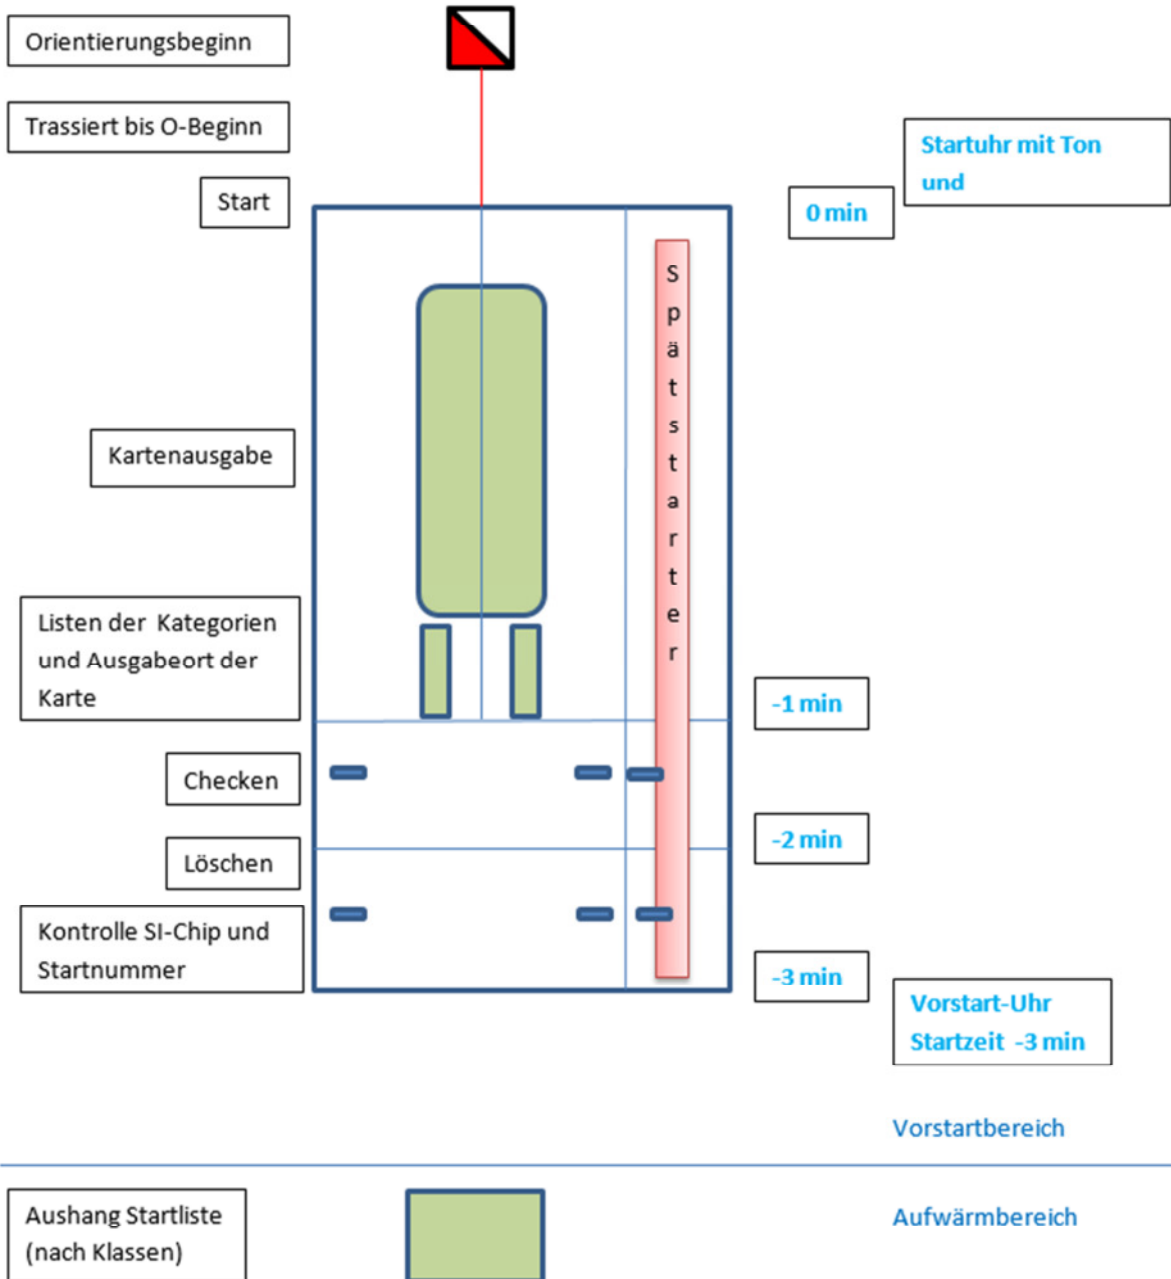 Orientierungsbeginn
Trassiert bis O-Beginn
Startuhr mit Ton
und
Start
0 min
Spätstarter
Kartenausgabe
Listen der Kategorien
und Ausgabeort der
Karte
-1 min
Checken
-2 min
Löschen
Kontrolle SI-Chip und
Startnummer
-3 min
Vorstart-Uhr
Startzeit -3 min
Vorstartbereich
Aushang Startliste
(nach Klassen)
Aufwärmbereich